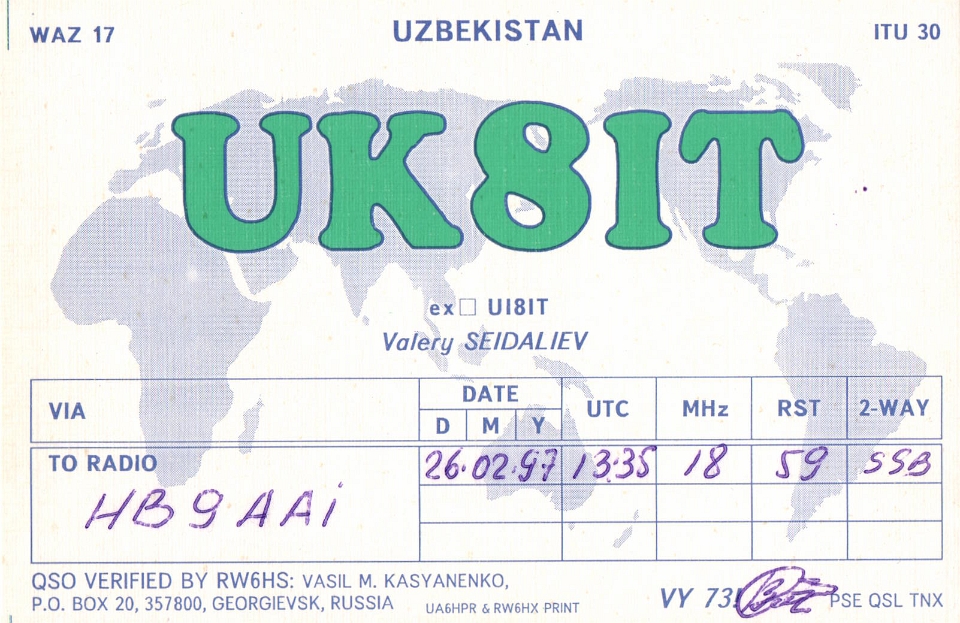 WAZ 17 UZBEKISTAN ITU 30
UK8IT
ex□ UI8IT
Valery SEIDALIEV
VIA DATE UTC MHz RST 2-WAY
D M Y
TO RADIO 26.02.97 13.35 18 59 SSB
HB9AAi
QSO VERIFIED BY RW6HS: VASIL M. KASYANENKO,
P.O. BOX 20, 357800, GEORGIEVSK, RUSSIA UA6HPR & RW6HX PRINT VY 73! PSE QSL TNX